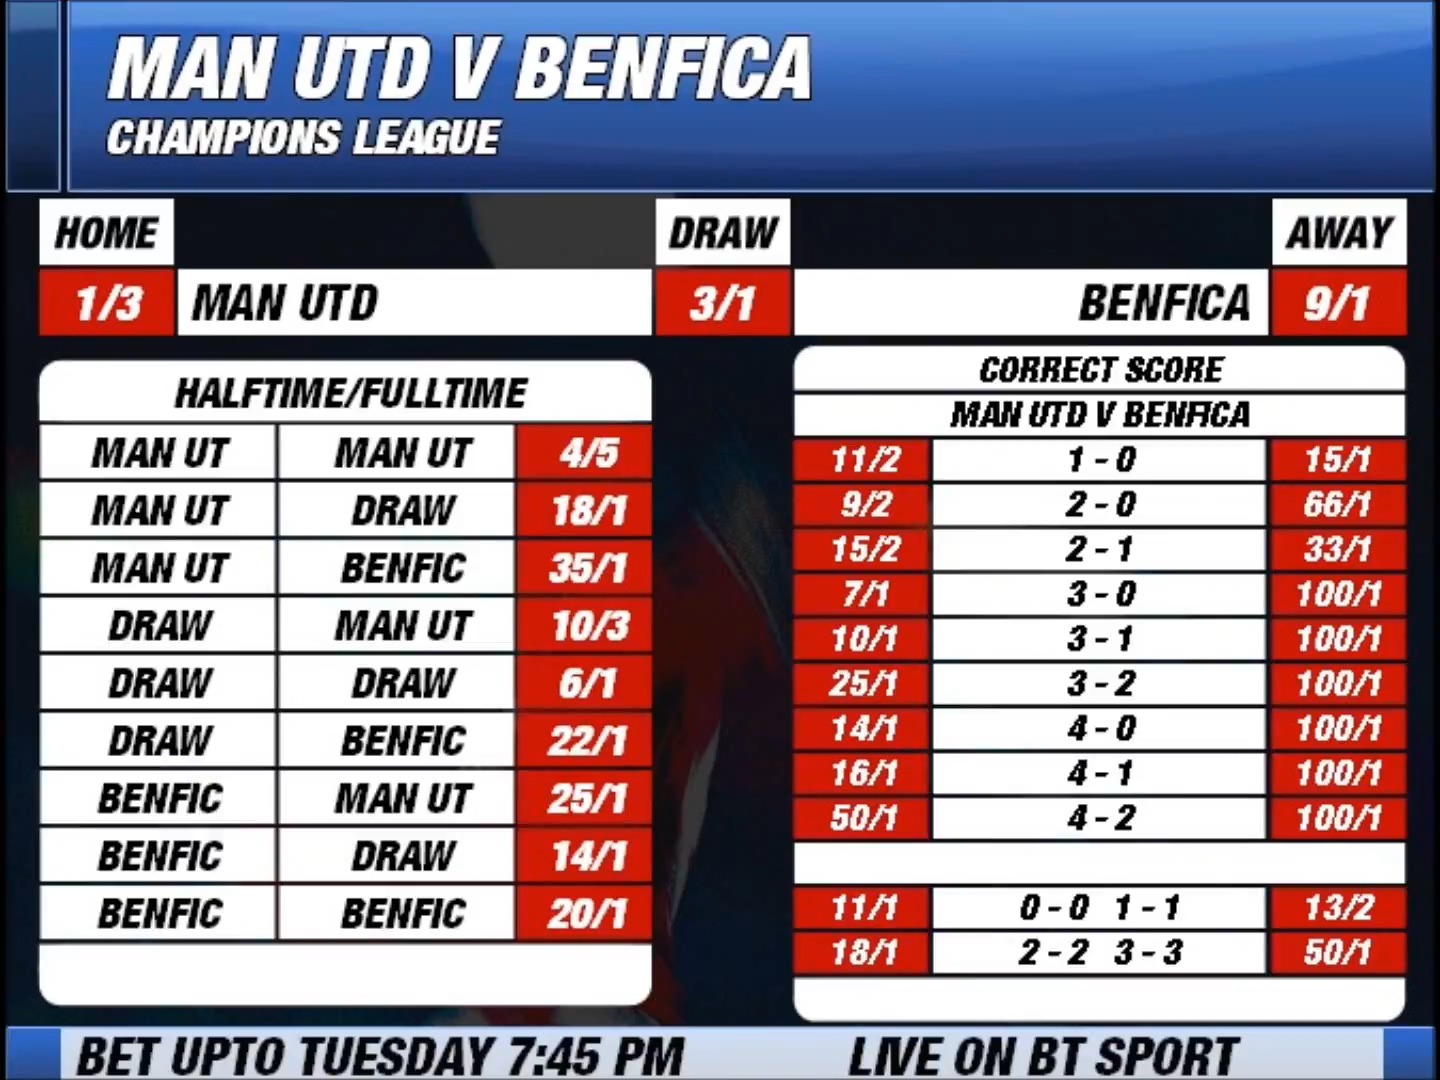 MAN UTD V BENFICA
CHAMPIONS LEAGUE
HOME DRAW AWAY
1/3 MAN UTD 3/1 BENFICA 9/1
HALFTIME/FULLTIME
MAN UT MAN UT 4/5
MAN UT DRAW 18/1
MAN UT BENFIC 35/1
DRAW MAN UT 10/3
DRAW DRAW 6/1
DRAW BENFIC 22/1
BENFIC MAN UT 25/1
BENFIC DRAW 14/1
BENFIC BENFIC 20/1
CORRECT SCORE
MAN UTD V BENFICA
11/2 1 - 0 15/1
9/2 2 - 0 66/1
15/2 2 - 1 33/1
7/1 3 - 0 100/1
10/1 3 - 1 100/1
25/1 3 - 2 100/1
14/1 4 - 0 100/1
16/1 4 - 1 100/1
50/1 4 - 2 100/1
11/1 0 - 0 1 - 1 13/2
18/1 2 - 2 3 - 3 50/1
BET UPTO TUESDAY 7:45 PM LIVE ON BT SPORT